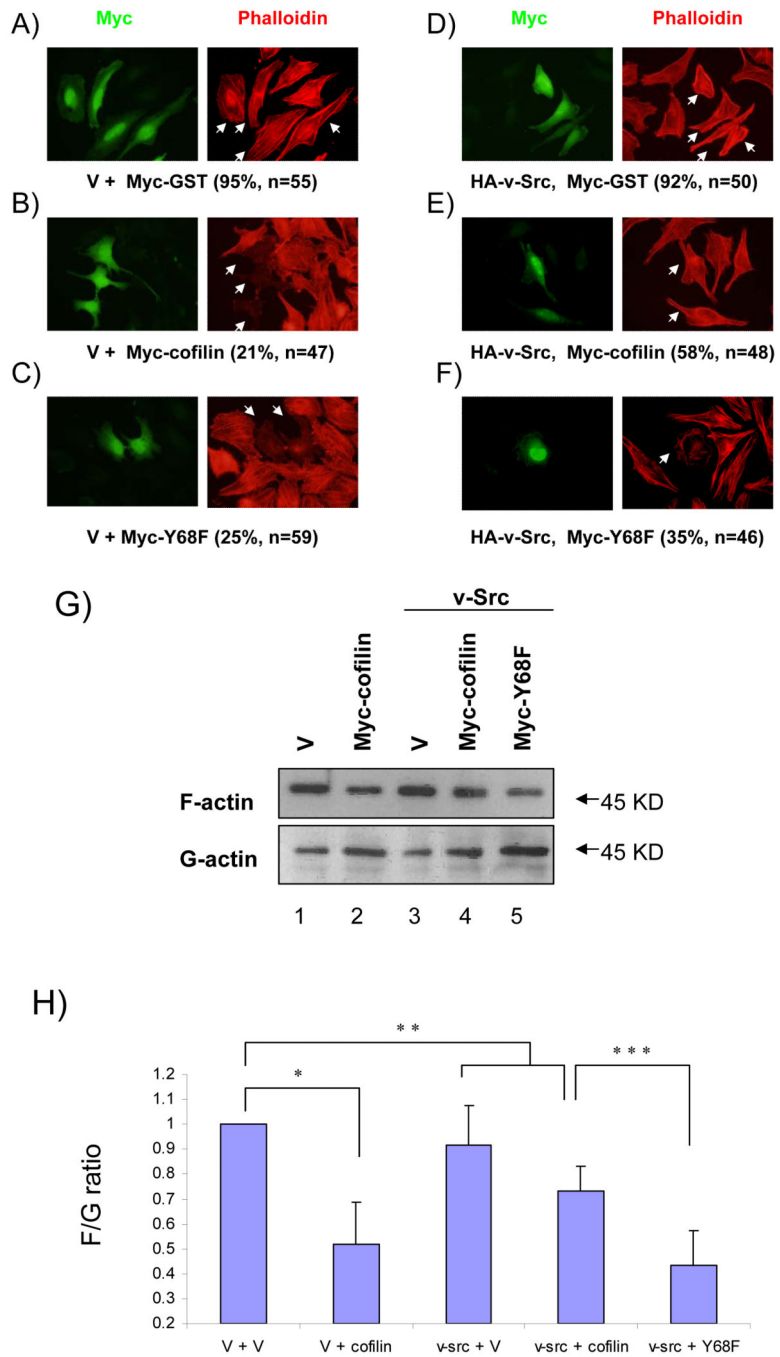 A) Myc Phalloidin
V + Myc-GST (95%, n=55)
B)
V + Myc-cofilin (21%, n=47)
C)
V + Myc-Y68F (25%, n=59)
D) Myc Phalloidin
HA-v-Src, Myc-GST (92%, n=50)
E)
HA-v-Src, Myc-cofilin (58%, n=48)
F)
HA-v-Src, Myc-Y68F (35%, n=46)
G)
v-Src
V
Myc-cofilin
V
Myc-cofilin
Myc-Y68F
F-actin
←45 KD
G-actin
←45 KD
1 2 3 4 5
H)
* *
*
* * *
F/G ratio
1.2
1.1
1
0.9
0.8
0.7
0.6
0.5
0.4
0.3
0.2
V + V
V + cofilin
v-src + V
v-src + cofilin
v-src + Y68F